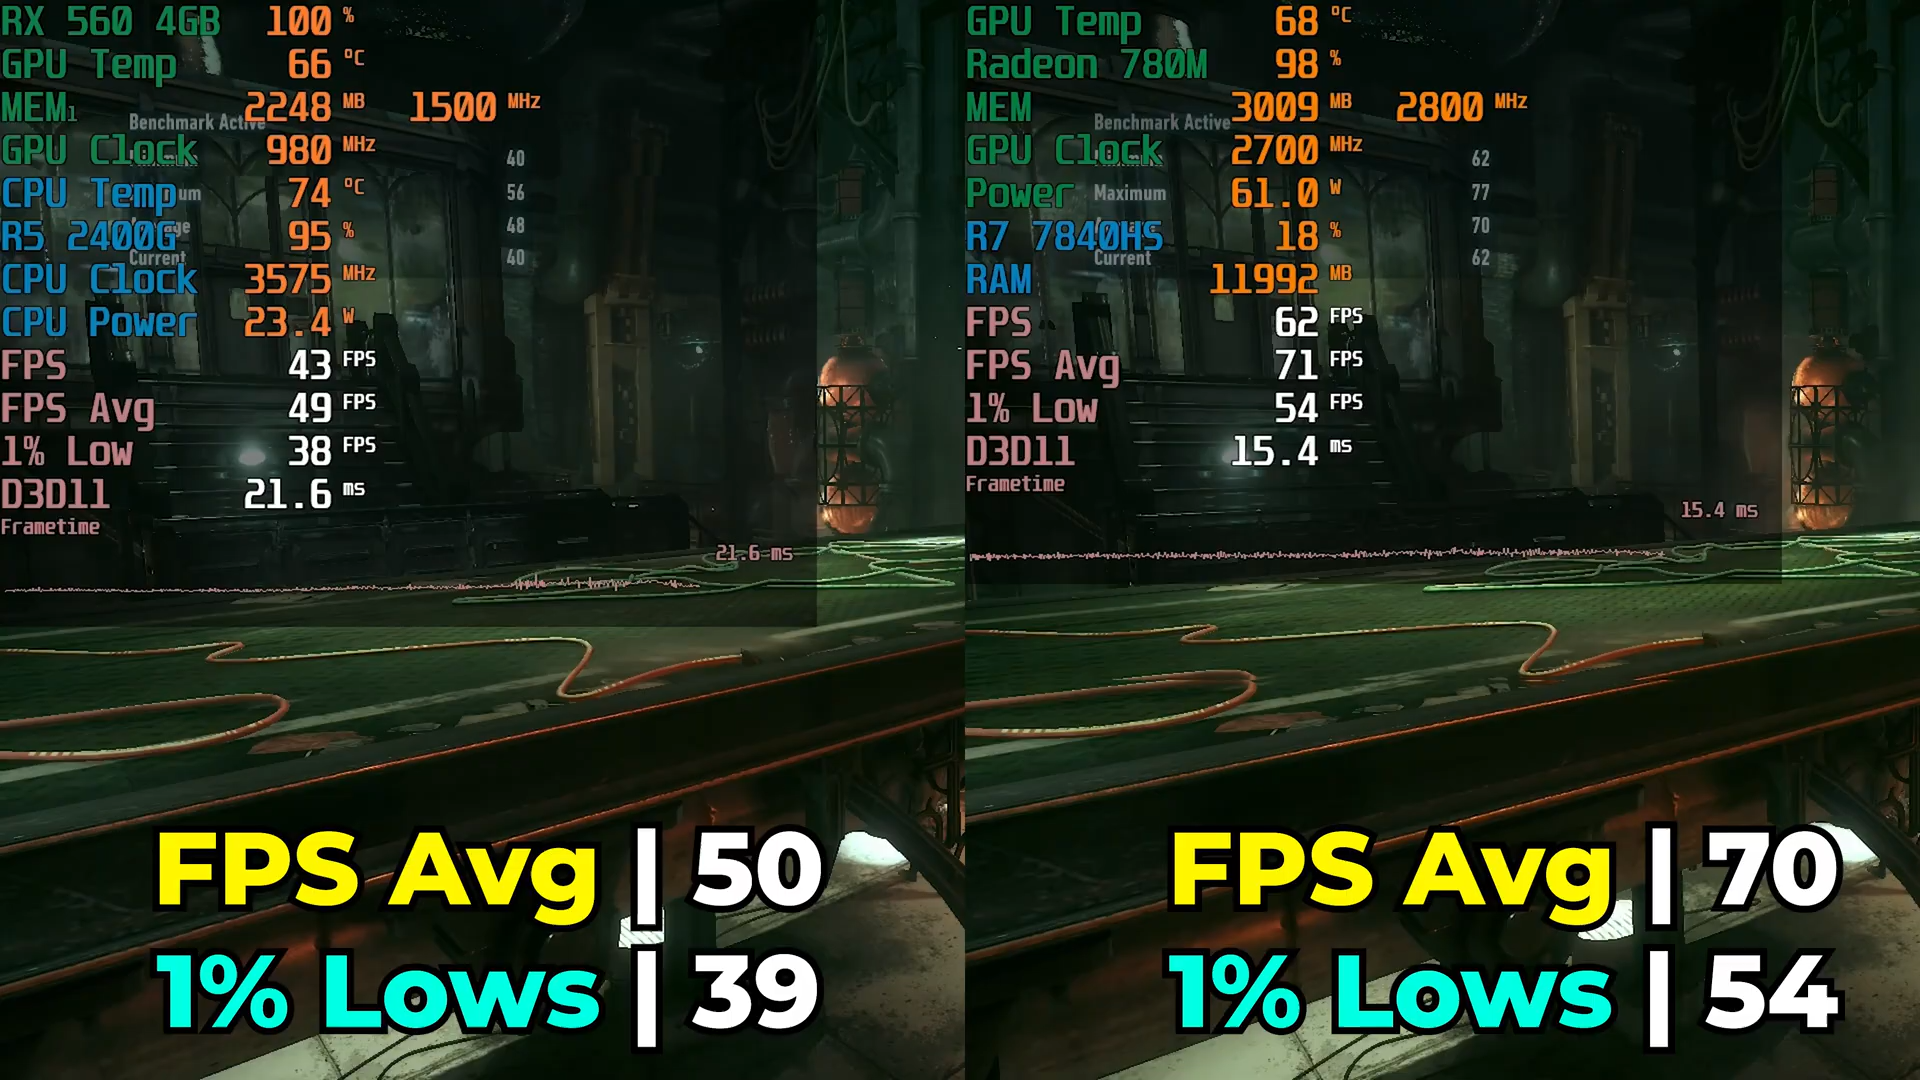 RX 560 4GB 100 %
GPU Temp 66 °C
MEM1 2248 MB 1500 MHz
Benchmark Active
GPU Clock 980 MHz
40
CPU Temp 74 °C
56
R5 2400G 95 %
48
Current 40
CPU Clock 3575 MHz
CPU Power 23.4 W
FPS 43 FPS
FPS Avg 49 FPS
1% Low 38 FPS
D3D11 21.6 ms
Frametime
21.6 ms
FPS Avg | 50
1% Lows | 39
GPU Temp 68 °C
Radeon 780M 98 %
MEM 3009 MB 2800 MHz
Benchmark Active
GPU Clock 2700 MHz
62
Power 61.0 W
Maximum 77
R7 7840HS 18 %
70
Current 62
RAM 11992 MB
FPS 62 FPS
FPS Avg 71 FPS
1% Low 54 FPS
D3D11 15.4 ms
Frametime
15.4 ms
FPS Avg | 70
1% Lows | 54